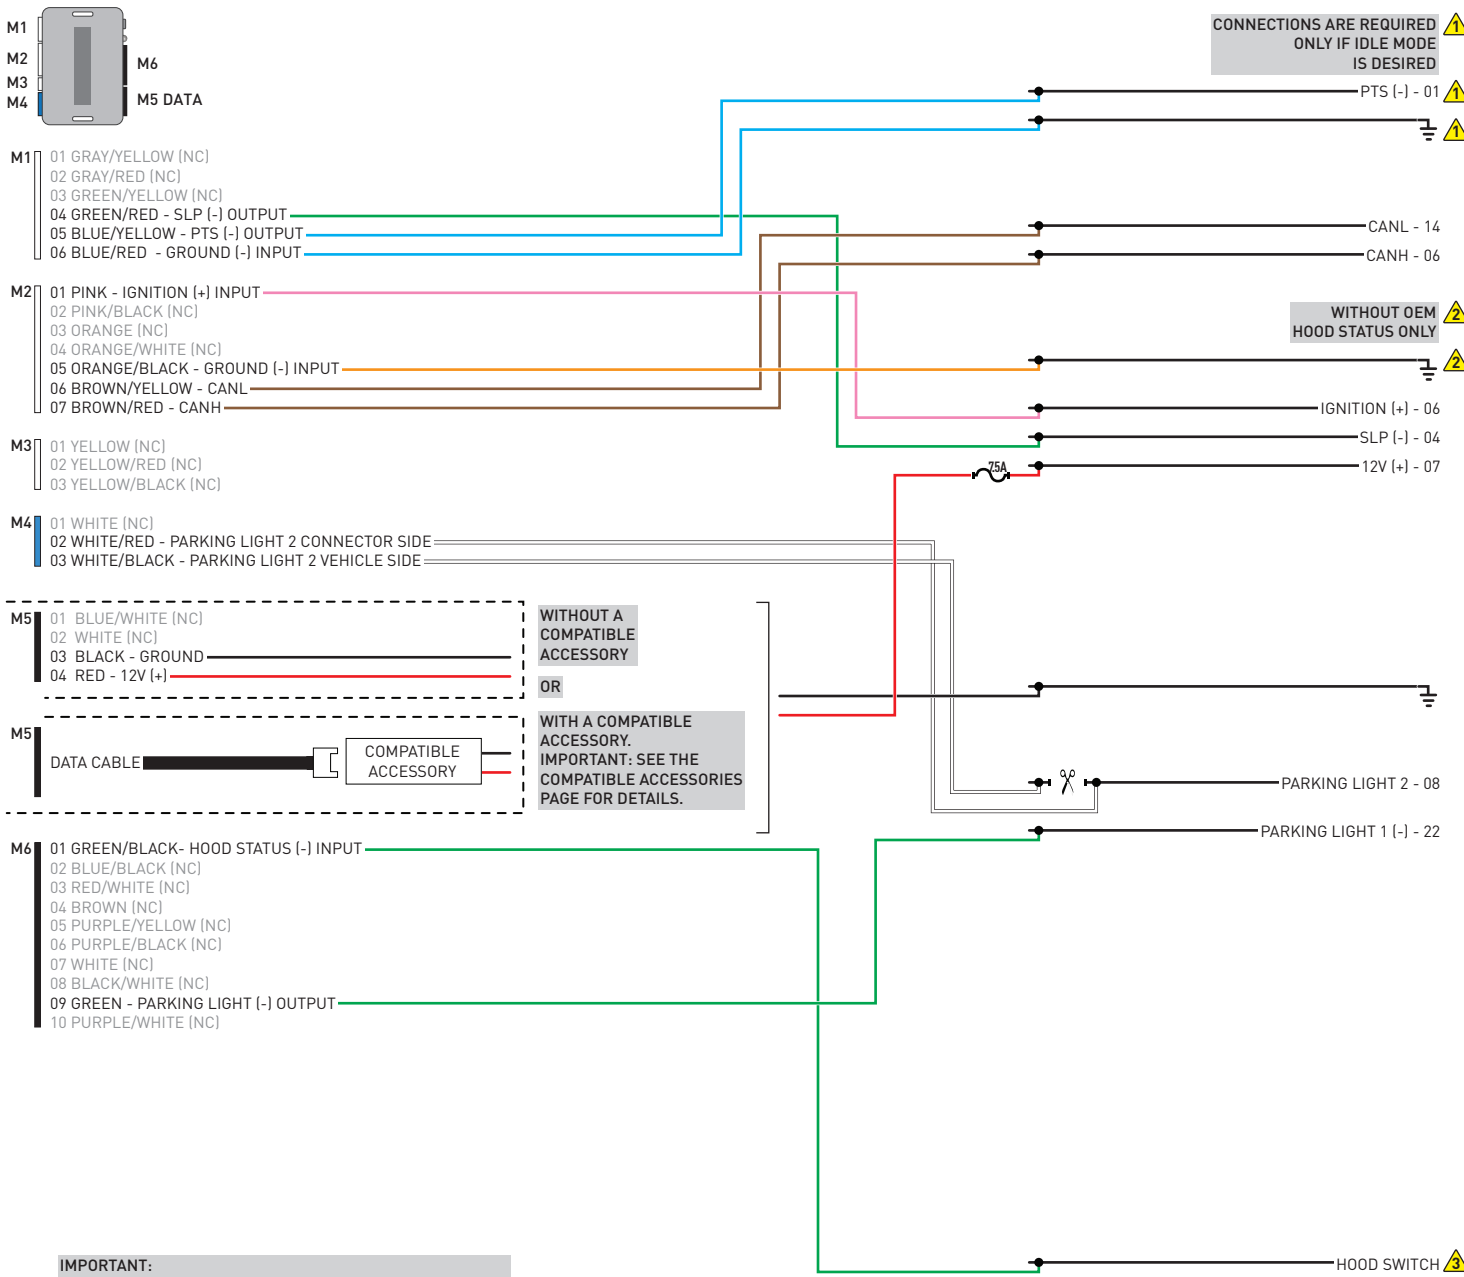 M1
M2
M3
M4
M6
M5 DATA
CONNECTIONS ARE REQUIRED
ONLY IF IDLE MODE
IS DESIRED
1
PTS (-) - 01
1
1
M1
01 GRAY/YELLOW (NC)
02 GRAY/RED (NC)
03 GREEN/YELLOW (NC)
04 GREEN/RED - SLP (-) OUTPUT
05 BLUE/YELLOW - PTS (-) OUTPUT
06 BLUE/RED - GROUND (-) INPUT
CANL - 14
CANH - 06
M2
01 PINK - IGNITION (+) INPUT
02 PINK/BLACK (NC)
03 ORANGE (NC)
04 ORANGE/WHITE (NC)
05 ORANGE/BLACK - GROUND (-) INPUT
06 BROWN/YELLOW - CANL
07 BROWN/RED - CANH
WITHOUT OEM
HOOD STATUS ONLY
2
2
IGNITION (+) - 06
SLP (-) - 04
12V (+) - 07
7.5A
M3
01 YELLOW (NC)
02 YELLOW/RED (NC)
03 YELLOW/BLACK (NC)
M4
01 WHITE (NC)
02 WHITE/RED - PARKING LIGHT 2 CONNECTOR SIDE
03 WHITE/BLACK - PARKING LIGHT 2 VEHICLE SIDE
M5
01 BLUE/WHITE (NC)
02 WHITE (NC)
03 BLACK - GROUND
04 RED - 12V (+)
WITHOUT A
COMPATIBLE
ACCESSORY
OR
M5
DATA CABLE
COMPATIBLE
ACCESSORY
WITH A COMPATIBLE
ACCESSORY.
IMPORTANT: SEE THE
COMPATIBLE ACCESSORIES
PAGE FOR DETAILS.
PARKING LIGHT 2 - 08
PARKING LIGHT 1 (-) - 22
M6
01 GREEN/BLACK- HOOD STATUS (-) INPUT
02 BLUE/BLACK (NC)
03 RED/WHITE (NC)
04 BROWN (NC)
05 PURPLE/YELLOW (NC)
06 PURPLE/BLACK (NC)
07 WHITE (NC)
08 BLACK/WHITE (NC)
09 GREEN - PARKING LIGHT (-) OUTPUT
10 PURPLE/WHITE (NC)
IMPORTANT:
HOOD SWITCH
3